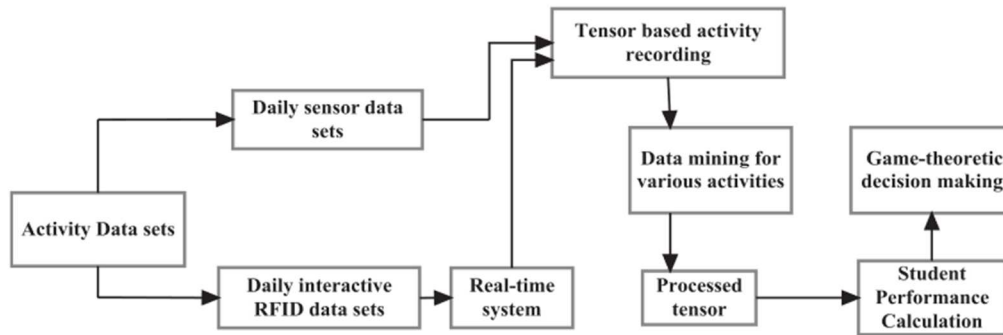 Tensor based activity
recording
Daily sensor data
sets
Data mining for
various activities
Game-theoretic
decision making
Activity Data sets
Daily interactive
RFID data sets
Real-time
system
Processed
tensor
Student
Performance
Calculation